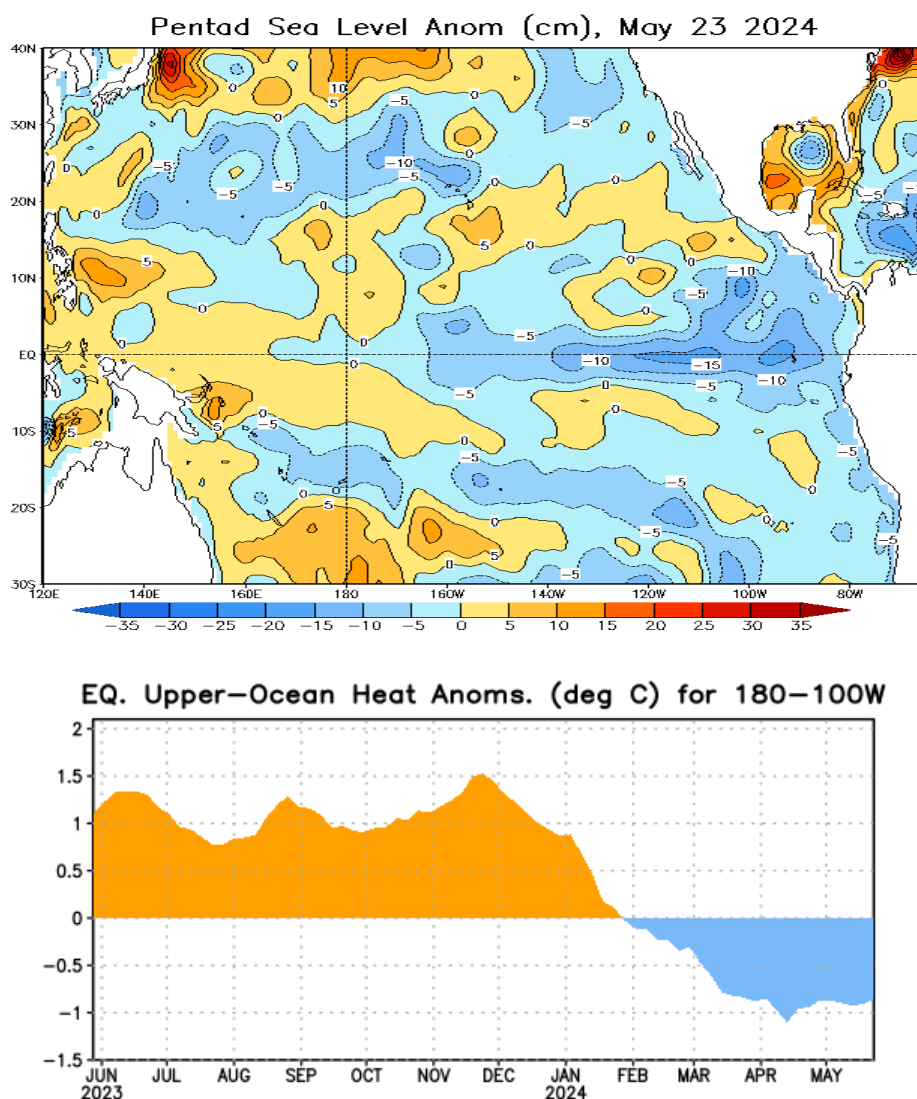 Pentad Sea Level Anom (cm), May 23 2024
40N
30N
20N
10N
EQ
10S
20S
30S
120E 140E 160E 180 160W 140W 120W 100W 80W
-35 -30 -25 -20 -15 -10 -5 0 5 10 15 20 25 30 35
EQ. Upper-Ocean Heat Anoms. (deg C) for 180-100W
2
1.5
1
0.5
0
-0.5
-1
-1.5
JUN JUL AUG SEP OCT NOV DEC JAN FEB MAR APR MAY
2023 2024